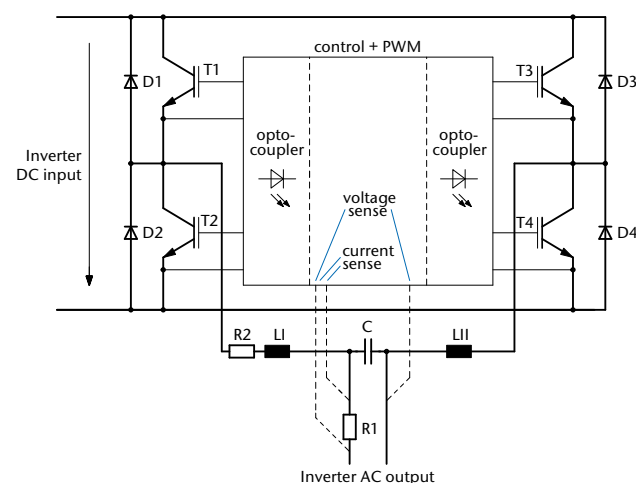 control + PWM
D1
T1
T3
D3
opto-
coupler
opto-
coupler
Inverter
DC input
voltage
sense
D2
T2
T4
D4
current
sense
C
R2
LI
LII
R1
Inverter AC output